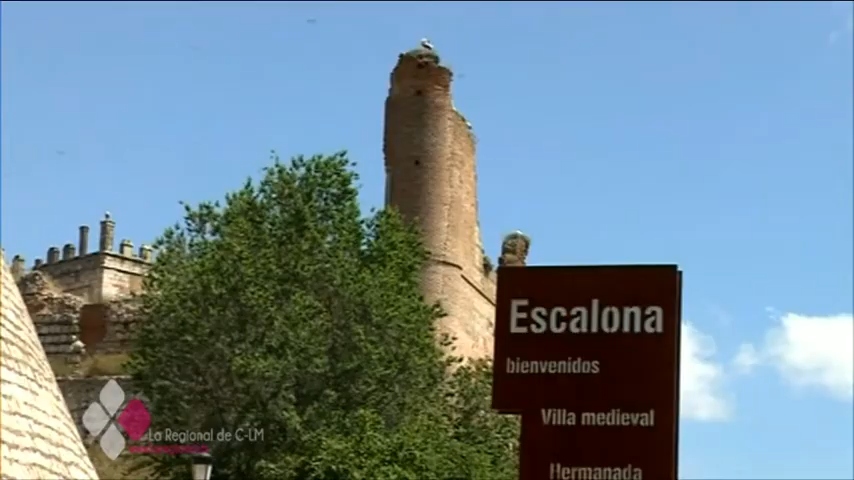 Escalona
bienvenidos
Villa medieval
Hermanada
La Regional de C-LM